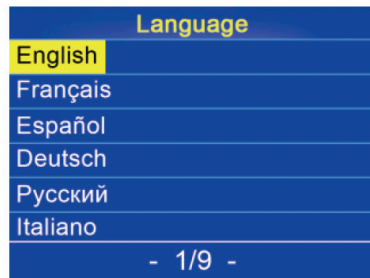 Language
English
Français
Español
Deutsch
Русский
Italiano
- 1/9 -